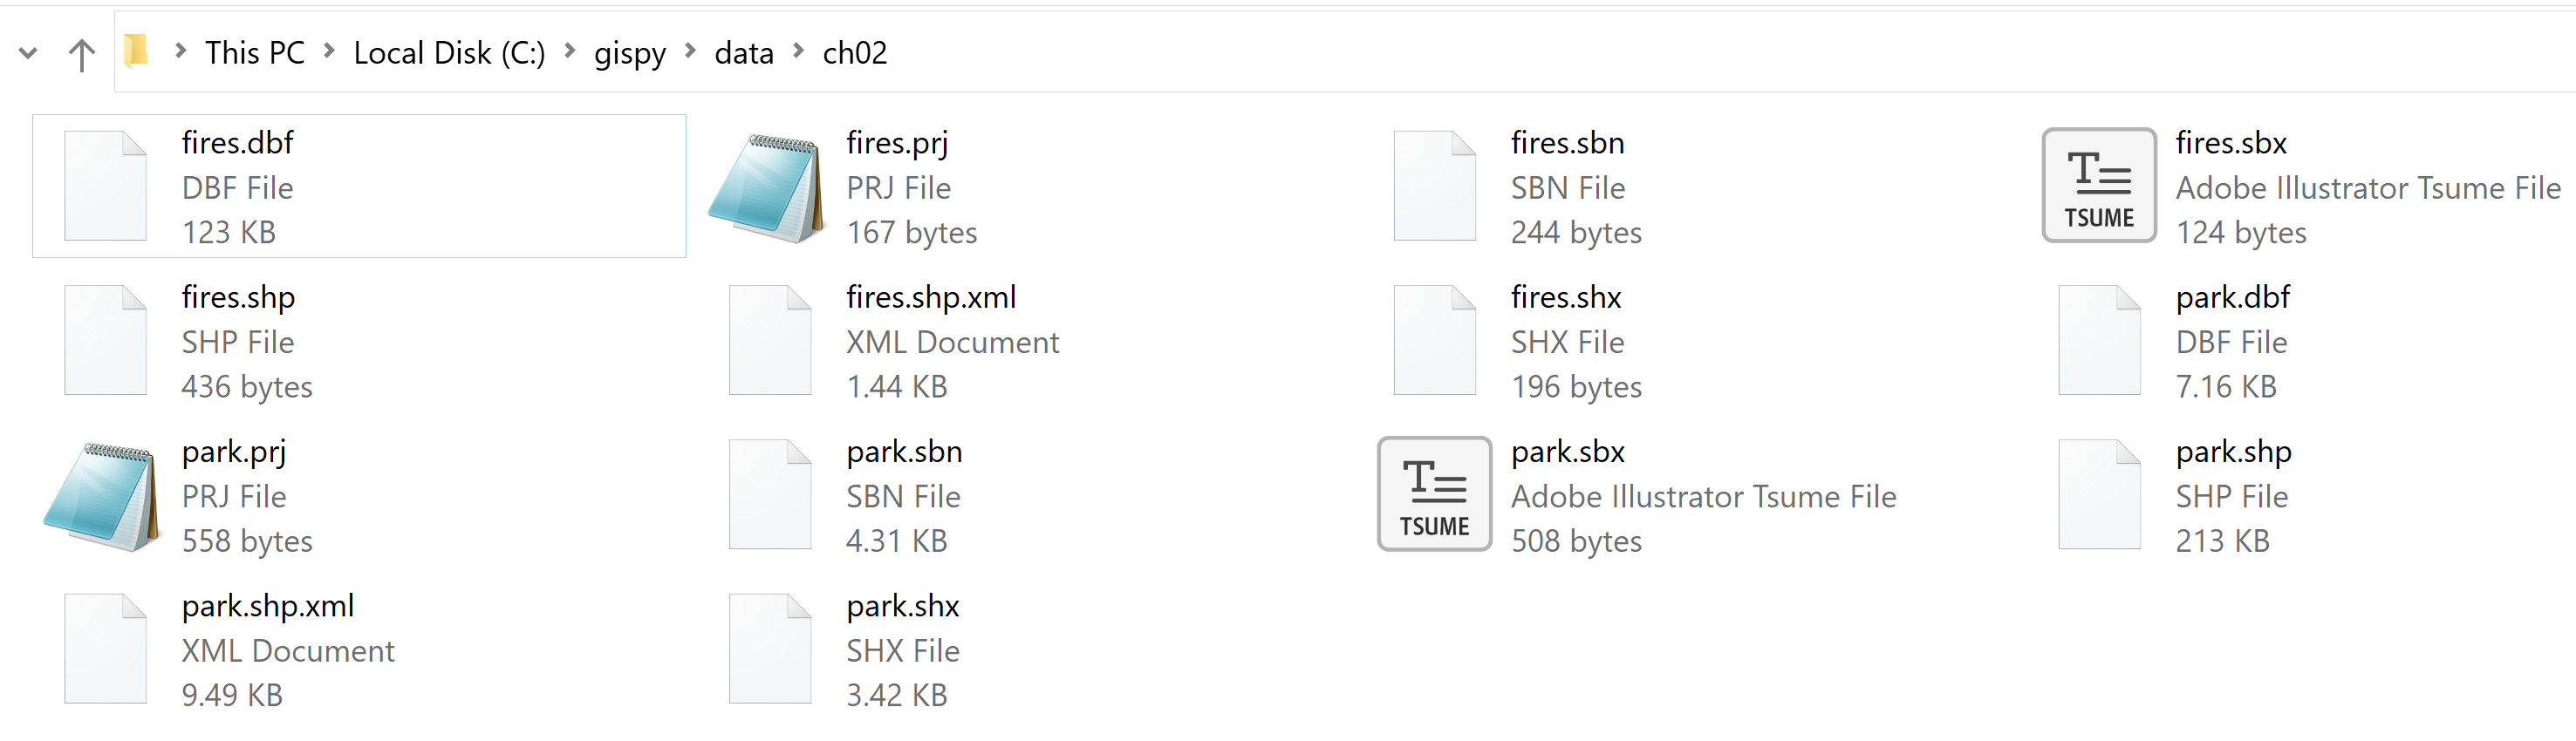 This PC > Local Disk (C:) > gispy > data > ch02
fires.dbf
DBF File
123 KB
fires.prj
PRJ File
167 bytes
fires.sbn
SBN File
244 bytes
TSUME
fires.sbx
Adobe Illustrator Tsume File
124 bytes
fires.shp
SHP File
436 bytes
fires.shp.xml
XML Document
1.44 KB
fires.shx
SHX File
196 bytes
park.dbf
DBF File
7.16 KB
park.prj
PRJ File
558 bytes
park.sbn
SBN File
4.31 KB
TSUME
park.sbx
Adobe Illustrator Tsume File
508 bytes
park.shp
SHP File
213 KB
park.shp.xml
XML Document
9.49 KB
park.shx
SHX File
3.42 KB